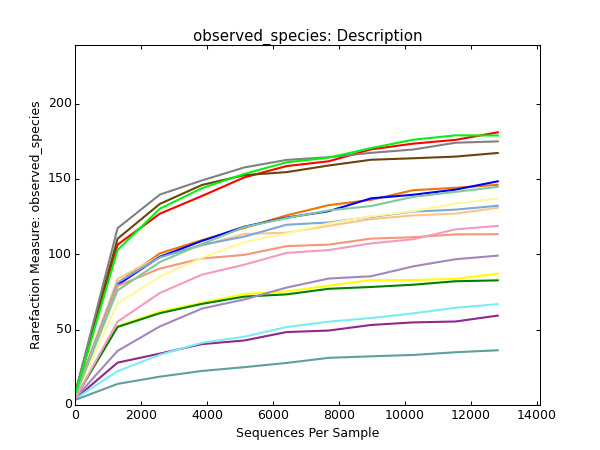 observed_species: Description
Rarefaction Measure: observed_species
200
150
100
50
0
0 2000 4000 6000 8000 10000 12000 14000
Sequences Per Sample